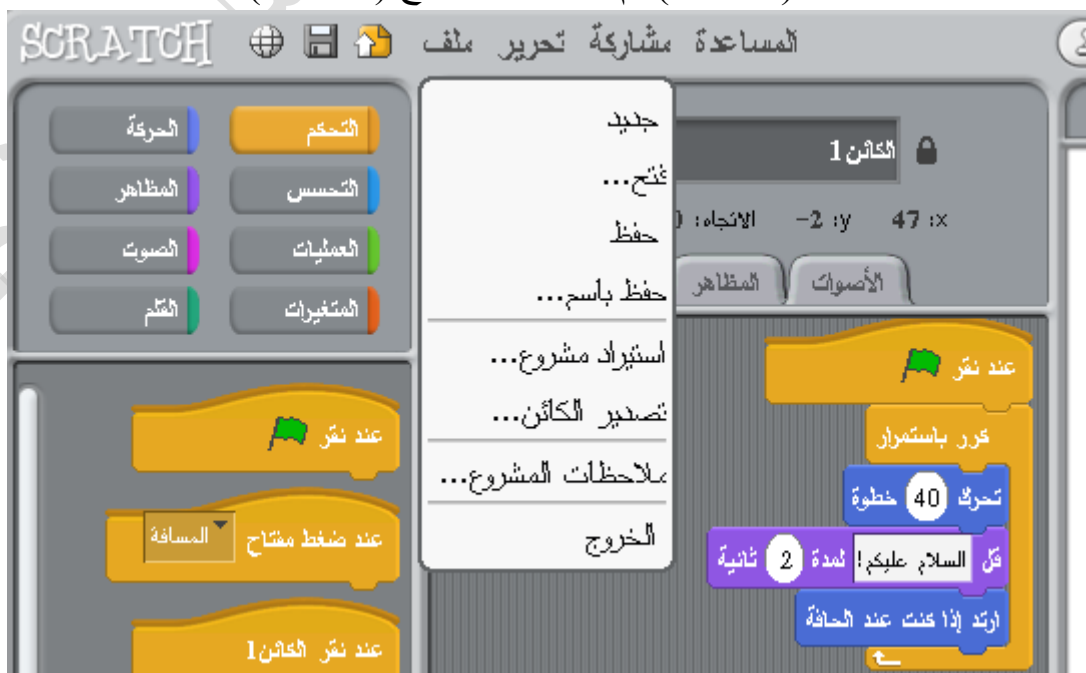 SCRATCH
ملف تحرير مشاركة المساعدة
جديد
فتح...
حفظ
حفظ باسم...
استيراد مشروع...
تصدير الكائن...
ملاحظات المشروع...
الخروج
الحركة
التحكم
المظاهر
التحسس
الصوت
العمليات
القلم
المتغيرات
عند نقر
عند ضغط مفتاح المسافة
عند نقر الكائن1
الكائن1
x: 47 y: -2 الاتجاه:
المظاهر
الأصوات
عند نقر
كرر باستمرار
تحرك 40 خطوة
قل السلام عليكم! لمدة 2 ثانية
ارتد إذا كنت عند الحافة